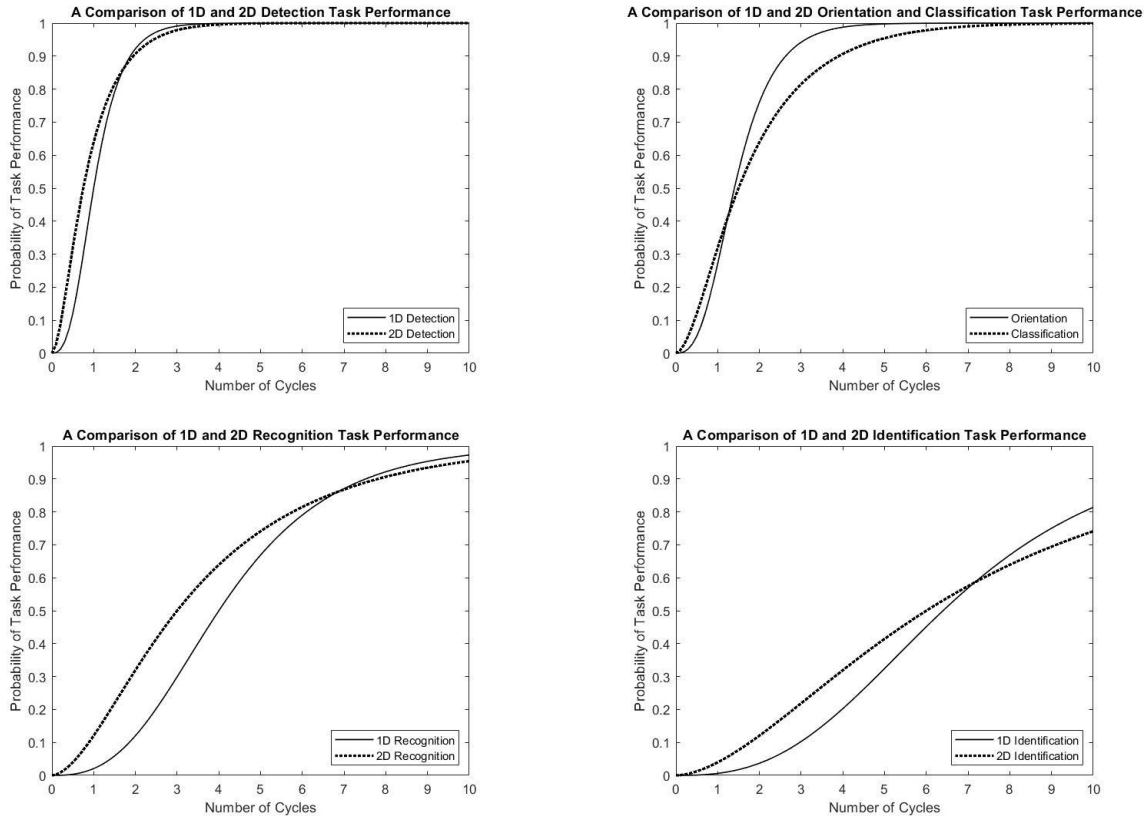 A Comparison of 1D and 2D Detection Task Performance
Probability of Task Performance
1
0.9
0.8
0.7
0.6
0.5
0.4
0.3
0.2
0.1
0
0 1 2 3 4 5 6 7 8 9 10
Number of Cycles
1D Detection
2D Detection
A Comparison of 1D and 2D Orientation and Classification Task Performance
Probability of Task Performance
1
0.9
0.8
0.7
0.6
0.5
0.4
0.3
0.2
0.1
0
0 1 2 3 4 5 6 7 8 9 10
Number of Cycles
Orientation
Classification
A Comparison of 1D and 2D Recognition Task Performance
Probability of Task Performance
1
0.9
0.8
0.7
0.6
0.5
0.4
0.3
0.2
0.1
0
0 1 2 3 4 5 6 7 8 9 10
Number of Cycles
1D Recognition
2D Recognition
A Comparison of 1D and 2D Identification Task Performance
Probability of Task Performance
1
0.9
0.8
0.7
0.6
0.5
0.4
0.3
0.2
0.1
0
0 1 2 3 4 5 6 7 8 9 10
Number of Cycles
1D Identification
2D Identification